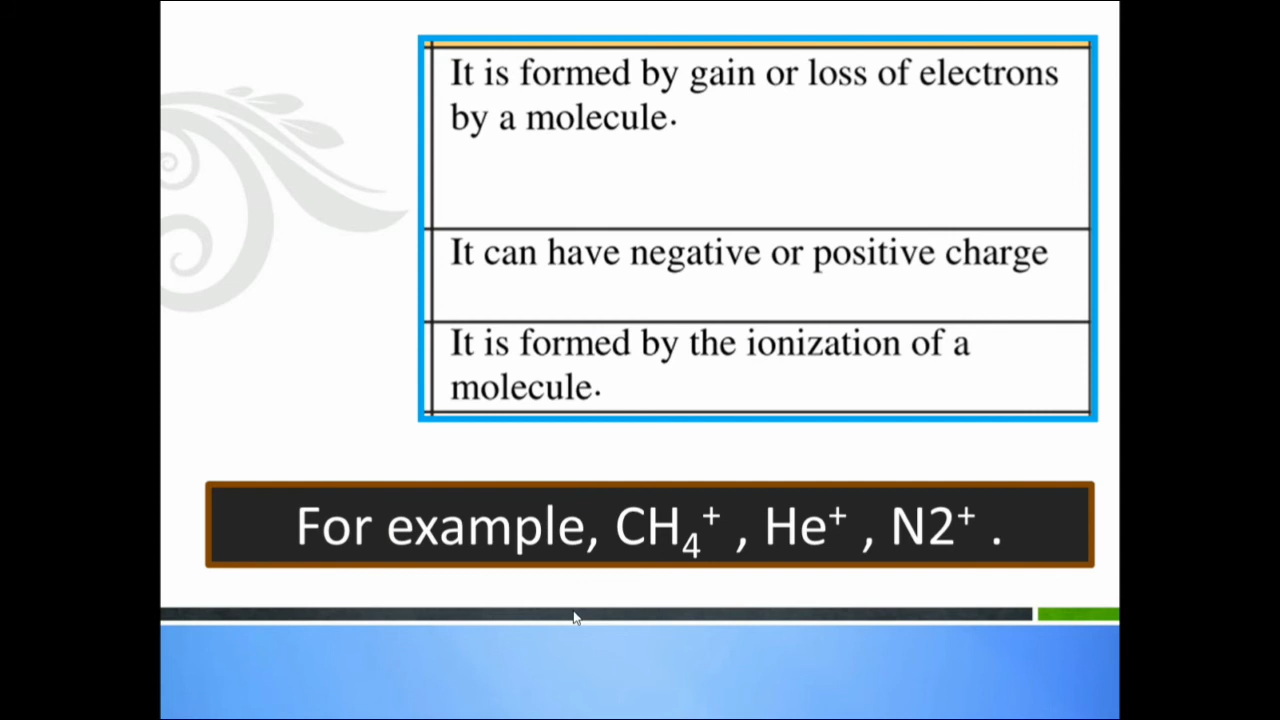 It is formed by gain or loss of electrons
by a molecule.
It can have negative or positive charge
It is formed by the ionization of a
molecule.
For example, CH₄⁺ , He⁺ , N2⁺ .